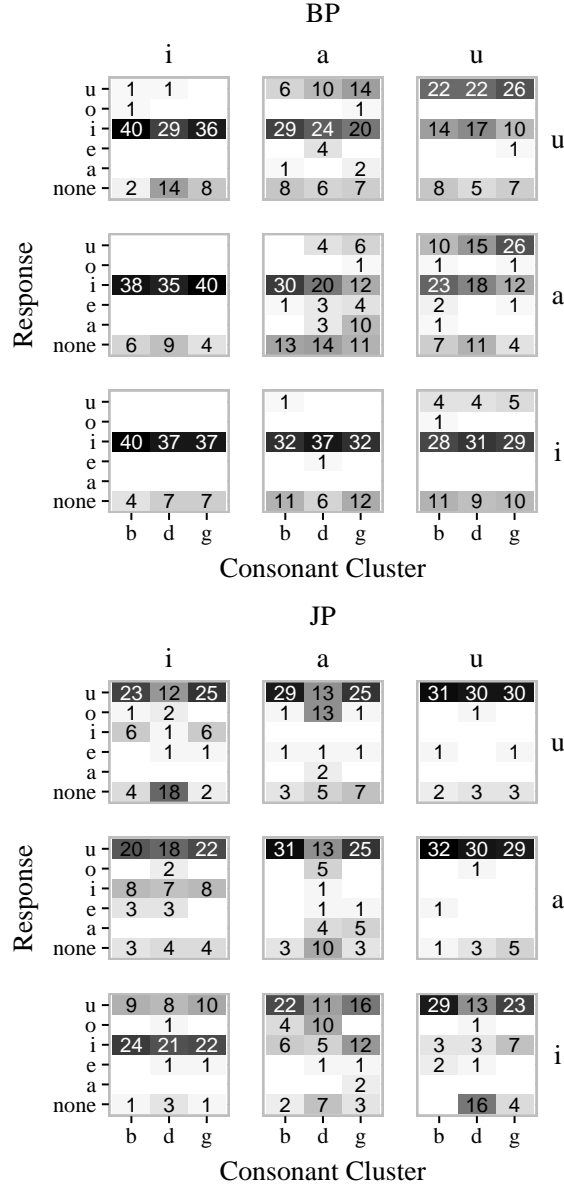 BP
i a u
u 1 1 6 10 14 22 22 26
o 1 1
i 40 29 36 29 24 20 14 17 10 u
e 4 1
a 1 2
none 2 14 8 8 6 7 8 5 7
u 4 6 10 15 26
o 1 1 1
i 38 35 40 30 20 12 23 18 12 a
e 1 3 4 2 1
a 3 10 1
none 6 9 4 13 14 11 7 11 4
Response
u 1 4 4 5
o 1
i 40 37 37 32 37 32 28 31 29 i
e 1
a
none 4 7 7 11 6 12 11 9 10
b d g b d g b d g
Consonant Cluster
JP
i a u
u 23 12 25 29 13 25 31 30 30
o 1 2 1 13 1 1
i 6 1 6 u
e 1 1 1 1 1 1 1
a 2
none 4 18 2 3 5 7 2 3 3
u 20 18 22 31 13 25 32 30 29
o 2 5 1
i 8 7 8 1 a
e 3 3 1 1 1
a 4 5
none 3 4 4 3 10 3 1 3 5
Response
u 9 8 10 22 11 16 29 13 23
o 1 4 10 1
i 24 21 22 6 5 12 3 3 7 i
e 1 1 1 1 2 1
a 2
none 1 3 1 2 7 3 16 4
b d g b d g b d g
Consonant Cluster